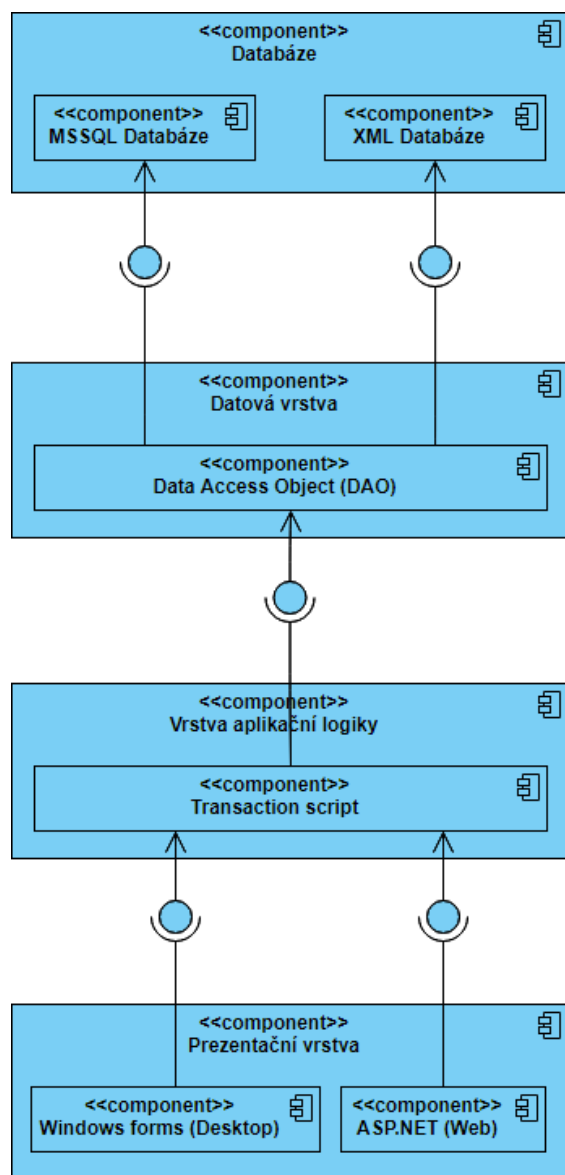 <<component>>
Databáze
<<component>>
MSSQL Databáze
<<component>>
XML Databáze
<<component>>
Datová vrstva
<<component>>
Data Access Object (DAO)
<<component>>
Vrstva aplikační logiky
<<component>>
Transaction script
<<component>>
Prezentační vrstva
<<component>>
Windows forms (Desktop)
<<component>>
ASP.NET (Web)